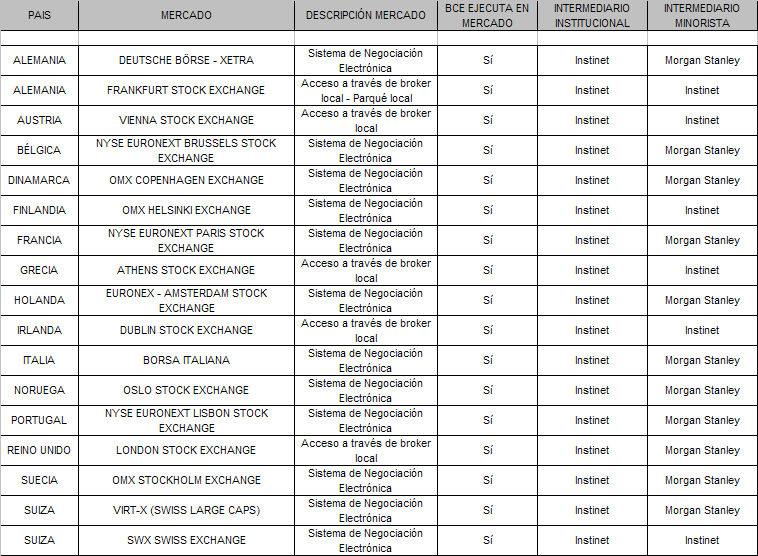 PAIS MERCADO DESCRIPCIÓN MERCADO BCE EJECUTA EN MERCADO INTERMEDIARIO INSTITUCIONAL INTERMEDIARIO MINORISTA
ALEMANIA DEUTSCHE BÖRSE - XETRA Sistema de Negociación Electrónica Sí Instinet Morgan Stanley
ALEMANIA FRANKFURT STOCK EXCHANGE Acceso a través de broker local - Parqué local Sí Instinet Instinet
AUSTRIA VIENNA STOCK EXCHANGE Acceso a través de broker local Sí Instinet Instinet
BÉLGICA NYSE EURONEXT BRUSSELS STOCK EXCHANGE Sistema de Negociación Electrónica Sí Instinet Morgan Stanley
DINAMARCA OMX COPENHAGEN EXCHANGE Sistema de Negociación Electrónica Sí Instinet Morgan Stanley
FINLANDIA OMX HELSINKI EXCHANGE Sistema de Negociación Electrónica Sí Instinet Instinet
FRANCIA NYSE EURONEXT PARIS STOCK EXCHANGE Sistema de Negociación Electrónica Sí Instinet Morgan Stanley
GRECIA ATHENS STOCK EXCHANGE Acceso a través de broker local Sí Instinet Instinet
HOLANDA EURONEX - AMSTERDAM STOCK EXCHANGE Sistema de Negociación Electrónica Sí Instinet Morgan Stanley
IRLANDA DUBLIN STOCK EXCHANGE Acceso a través de broker local Sí Instinet Instinet
ITALIA BORSA ITALIANA Sistema de Negociación Electrónica Sí Instinet Morgan Stanley
NORUEGA OSLO STOCK EXCHANGE Sistema de Negociación Electrónica Sí Instinet Morgan Stanley
PORTUGAL NYSE EURONEXT LISBON STOCK EXCHANGE Sistema de Negociación Electrónica Sí Instinet Morgan Stanley
REINO UNIDO LONDON STOCK EXCHANGE Acceso a través de broker local Sí Instinet Morgan Stanley
SUECIA OMX STOCKHOLM EXCHANGE Sistema de Negociación Electrónica Sí Instinet Morgan Stanley
SUIZA VIRT-X (SWISS LARGE CAPS) Sistema de Negociación Electrónica Sí Instinet Morgan Stanley
SUIZA SWX SWISS EXCHANGE Sistema de Negociación Electrónica Sí Instinet Instinet